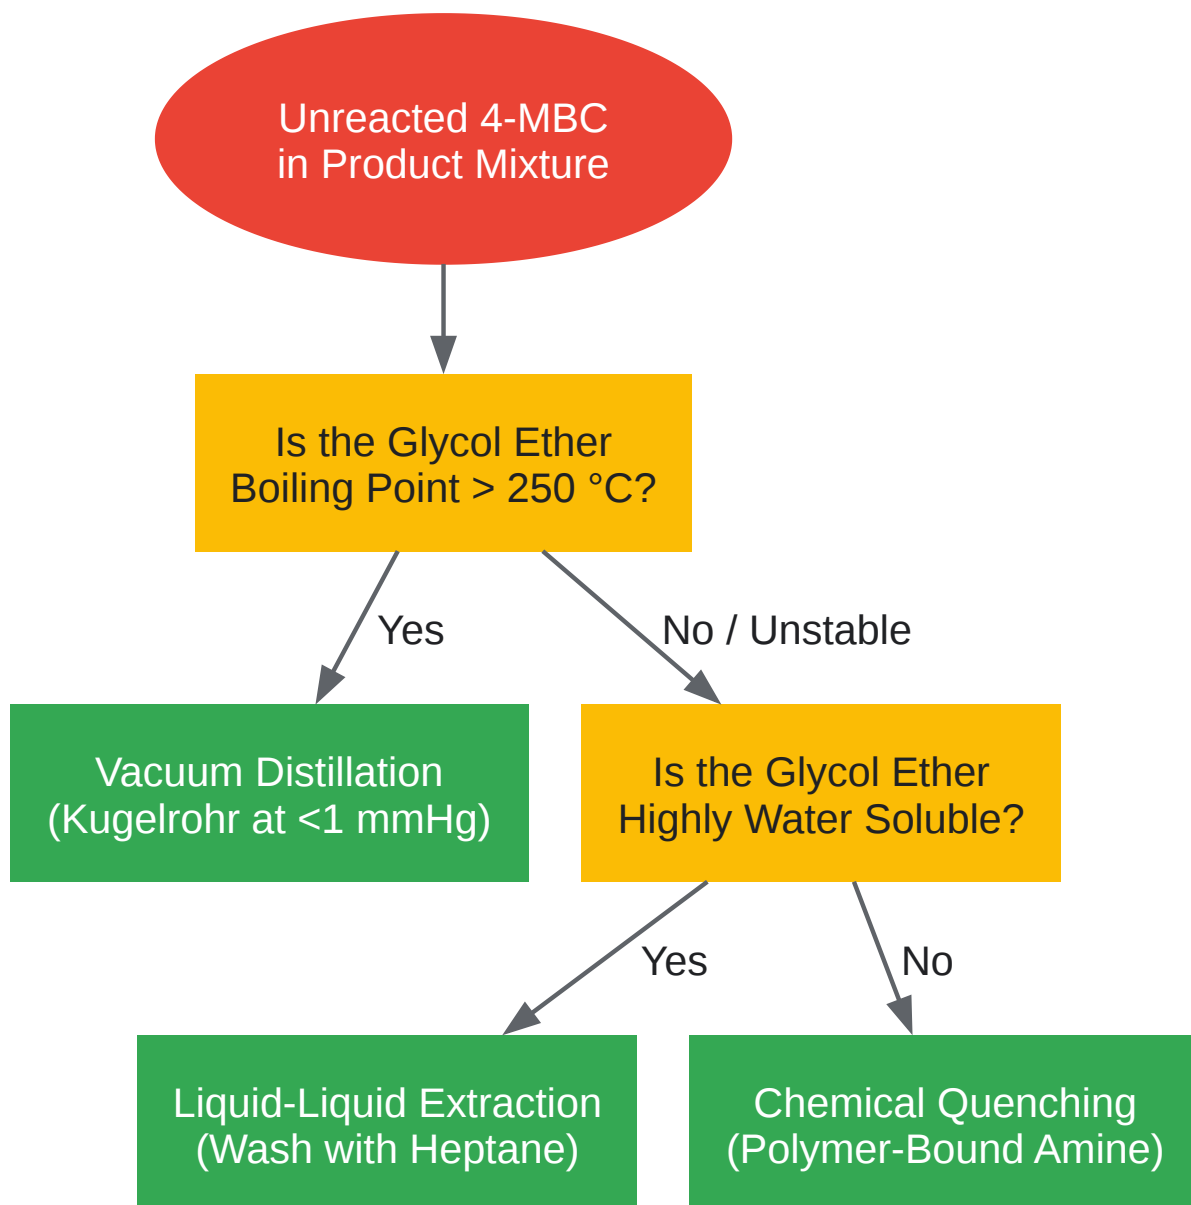 Unreacted 4-MBC
in Product Mixture
Is the Glycol Ether
Boiling Point > 250 °C?
Yes
No / Unstable
Vacuum Distillation
(Kugelrohr at <1 mmHg)
Is the Glycol Ether
Highly Water Soluble?
Yes
No
Liquid-Liquid Extraction
(Wash with Heptane)
Chemical Quenching
(Polymer-Bound Amine)